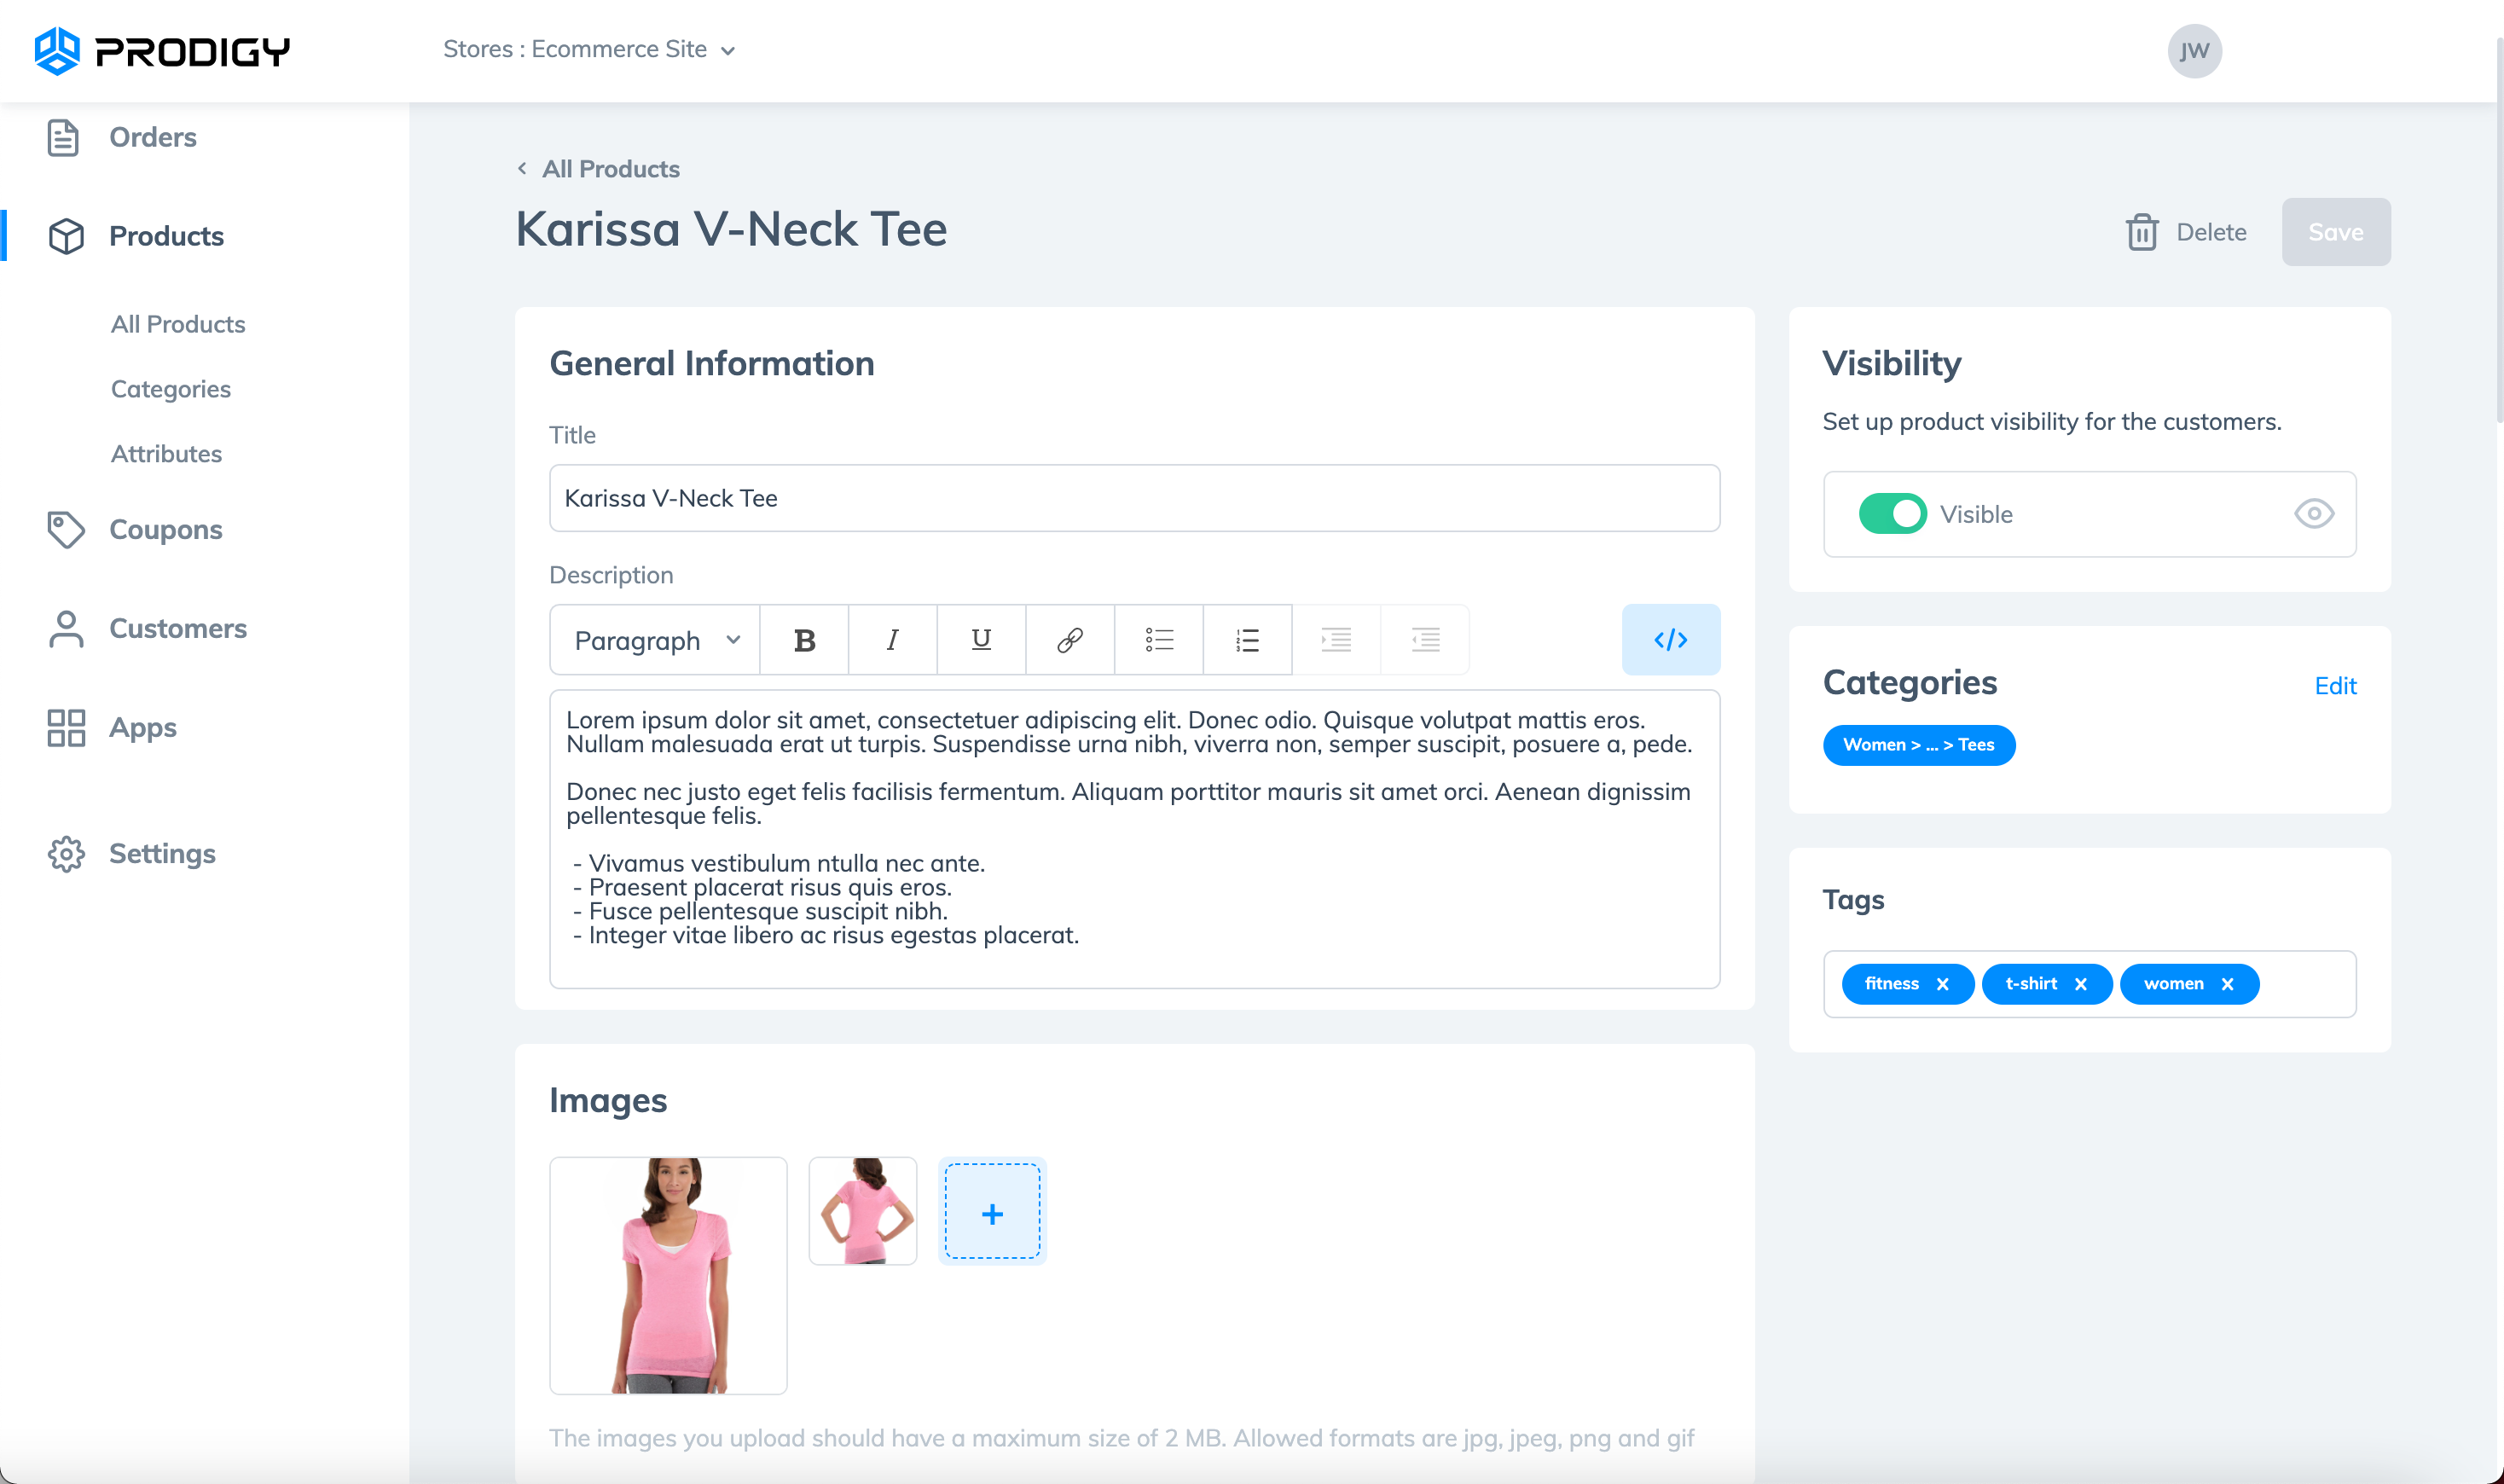 PRODIGY
Stores : Ecommerce Site
JW
Orders
Products
All Products
Categories
Attributes
Coupons
Customers
Apps
Settings
All Products
Karissa V-Neck Tee
Delete
Save
General Information
Title
Karissa V-Neck Tee
Description
Paragraph
B
I
U
</>
Lorem ipsum dolor sit amet, consectetuer adipiscing elit. Donec odio. Quisque volutpat mattis eros.
Nullam malesuada erat ut turpis. Suspendisse urna nibh, viverra non, semper suscipit, posuere a, pede.
Donec nec justo eget felis facilisis fermentum. Aliquam porttitor mauris sit amet orci. Aenean dignissim
pellentesque felis.
- Vivamus vestibulum ntulla nec ante.
- Praesent placerat risus quis eros.
- Fusce pellentesque suscipit nibh.
- Integer vitae libero ac risus egestas placerat.
Images
The images you upload should have a maximum size of 2 MB. Allowed formats are jpg, jpeg, png and gif
Visibility
Set up product visibility for the customers.
Visible
Categories
Edit
Women > ... > Tees
Tags
fitness x
t-shirt x
women x